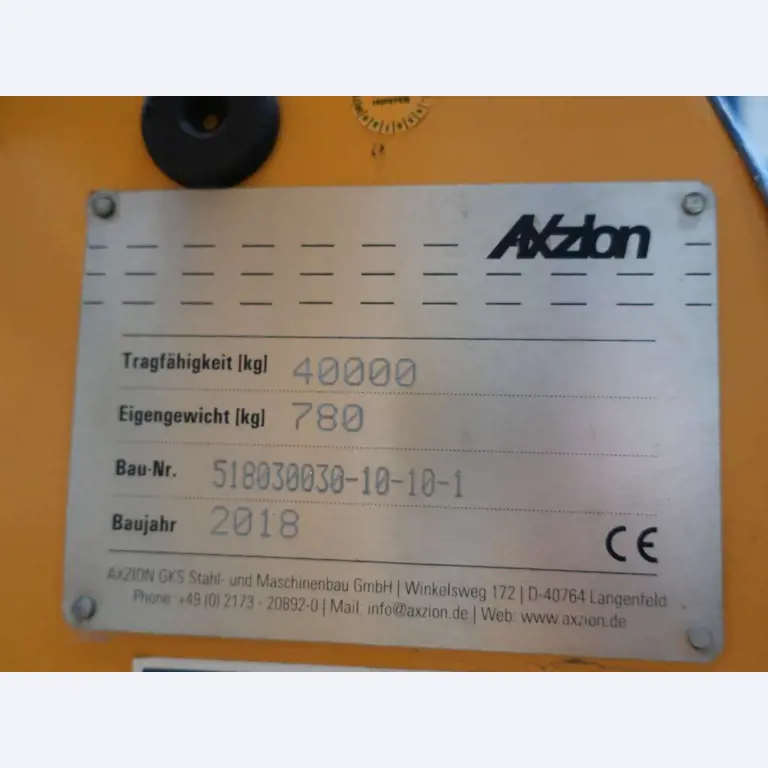 AXzion
Tragfähigkeit [kg] 40000
Eigengewicht [kg] 780
Bau-Nr. 518030030-10-10-1
Baujahr 2018
CE
AXZION GKS Stahl- und Maschinenbau GmbH | Winkelsweg 172 | D-40764 Langenfeld
Phone: +49 (0) 2173 - 20892-0 | Mail: info@axzion.de | Web: www.axzion.de